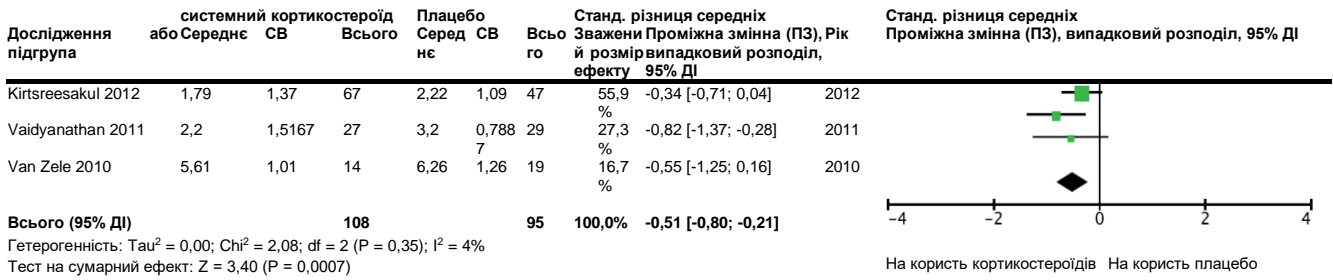 системний кортикостероїд Плацебо Станд. різниця середніх Станд. різниця середніх
Дослідження або Середнє СВ Всього Серед СВ Всьо Зважени Проміжна змінна (ПЗ), Рік Проміжна змінна (ПЗ), випадковий розподіл, 95% ДІ
підгрупа нє го й розмір випадковий розподіл,
ефекту 95% ДІ
Kirtsreesakul 2012 1,79 1,37 67 2,22 1,09 47 55,9 -0,34 [-0,71; 0,04] 2012
%
Vaidyanathan 2011 2,2 1,5167 27 3,2 0,788 29 27,3 -0,82 [-1,37; -0,28] 2011
7 %
Van Zele 2010 5,61 1,01 14 6,26 1,26 19 16,7 -0,55 [-1,25; 0,16] 2010
%
Всього (95% ДІ) 108 95 100,0% -0,51 [-0,80; -0,21]
-4 -2 0 2 4
Гетерогенність: Tau² = 0,00; Chi² = 2,08; df = 2 (P = 0,35); I² = 4%
Тест на сумарний ефект: Z = 3,40 (P = 0,0007)
На користь кортикостероїдів На користь плацебо